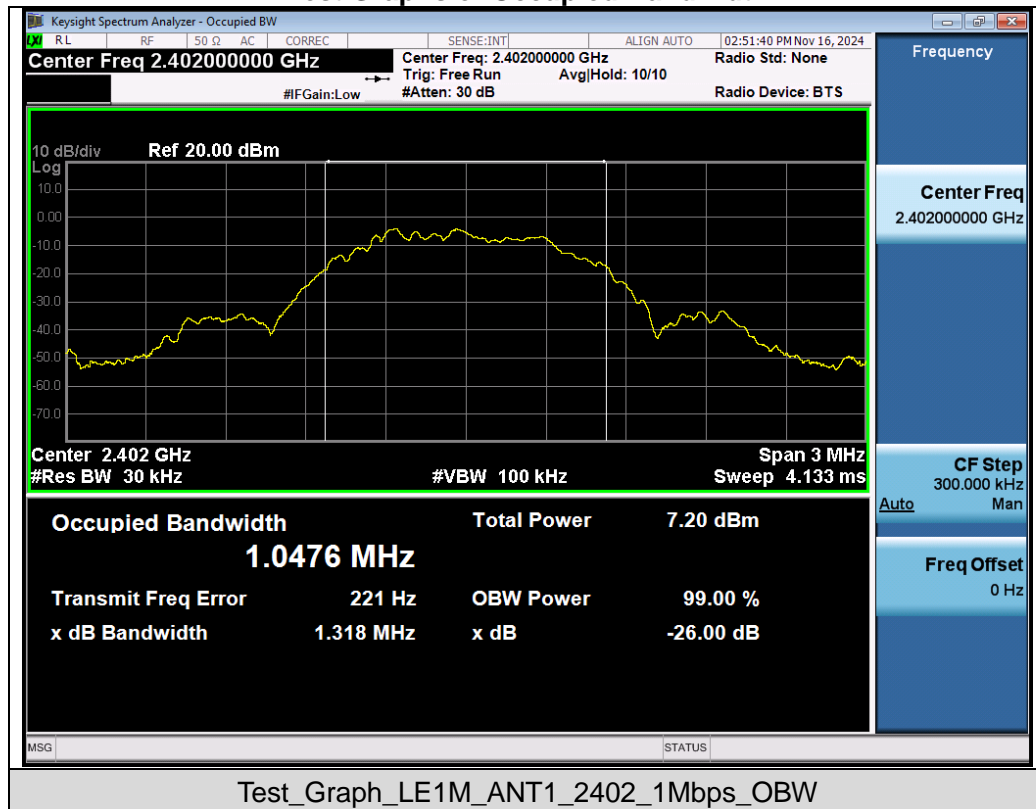 Keysight Spectrum Analyzer - Occupied BW
LXI RL RF 50 Ω AC CORREC SENSE:INT ALIGN AUTO 02:51:40 PM Nov 16, 2024
Center Freq 2.402000000 GHz
Center Freq: 2.402000000 GHz
Radio Std: None
Trig: Free Run Avg|Hold: 10/10
#IFGain:Low
#Atten: 30 dB
Radio Device: BTS
Frequency
10 dB/div Ref 20.00 dBm
Log
10.0
0.00
-10.0
-20.0
-30.0
-40.0
-50.0
-60.0
-70.0
Center 2.402 GHz Span 3 MHz
#Res BW 30 kHz #VBW 100 kHz Sweep 4.133 ms
Center Freq
2.402000000 GHz
CF Step
300.000 kHz
Auto Man
Freq Offset
0 Hz
Occupied Bandwidth Total Power 7.20 dBm
1.0476 MHz
Transmit Freq Error 221 Hz OBW Power 99.00 %
x dB Bandwidth 1.318 MHz x dB -26.00 dB
MSG STATUS
Test_Graph_LE1M_ANT1_2402_1Mbps_OBW